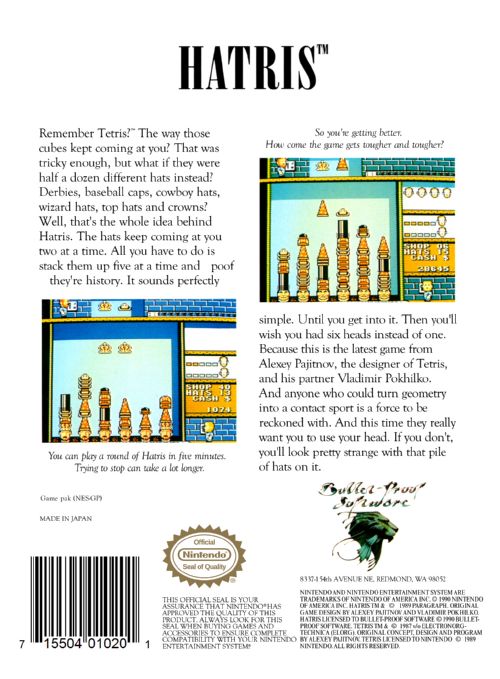 HATRIS™
Remember Tetris?™ The way those
cubes kept coming at you? That was
tricky enough, but what if they were
half a dozen different hats instead?
Derbies, baseball caps, cowboy hats,
wizard hats, top hats and crowns?
Well, that's the whole idea behind
Hatris. The hats keep coming at you
two at a time. All you have to do is
stack them up five at a time and poof
they're history. It sounds perfectly
SHOP 40
HATS 13
CASH $
1074
You can play a round of Hatris in five minutes.
Trying to stop can take a lot longer.
So you're getting better.
How come the game gets tougher and tougher?
SHOP 06
HATS 15
CASH $
28645
simple. Until you get into it. Then you'll
wish you had six heads instead of one.
Because this is the latest game from
Alexey Pajitnov, the designer of Tetris,
and his partner Vladimir Pokhilko.
And anyone who could turn geometry
into a contact sport is a force to be
reckoned with. And this time they really
want you to use your head. If you don't,
you'll look pretty strange with that pile
of hats on it.
Game pak (NES-GP)
MADE IN JAPAN
7 15504 01020 1
Official
Nintendo
Seal of Quality
THIS OFFICIAL SEAL IS YOUR
ASSURANCE THAT NINTENDO® HAS
APPROVED THE QUALITY OF THIS
PRODUCT. ALWAYS LOOK FOR THIS
SEAL WHEN BUYING GAMES AND
ACCESSORIES TO ENSURE COMPLETE
COMPATIBILITY WITH YOUR NINTENDO
ENTERTAINMENT SYSTEM®
Bullet-Proof
Software
8337-154th AVENUE NE, REDMOND, WA 98052
NINTENDO AND NINTENDO ENTERTAINMENT SYSTEM ARE
TRADEMARKS OF NINTENDO OF AMERICA INC. © 1990 NINTENDO
OF AMERICA INC. HATRIS TM & © 1989 PARAGRAPH. ORIGINAL
GAME DESIGN BY ALEXEY PAJITNOV AND VLADIMIR POKHILKO.
HATRIS LICENSED TO BULLET-PROOF SOFTWARE © 1990 BULLET-
PROOF SOFTWARE. TETRIS TM & © 1987 v/o ELECTRONORG-
TECHNICA (ELORG). ORIGINAL CONCEPT, DESIGN AND PROGRAM
BY ALEXEY PAJITNOV. TETRIS LICENSED TO NINTENDO © 1989
NINTENDO. ALL RIGHTS RESERVED.